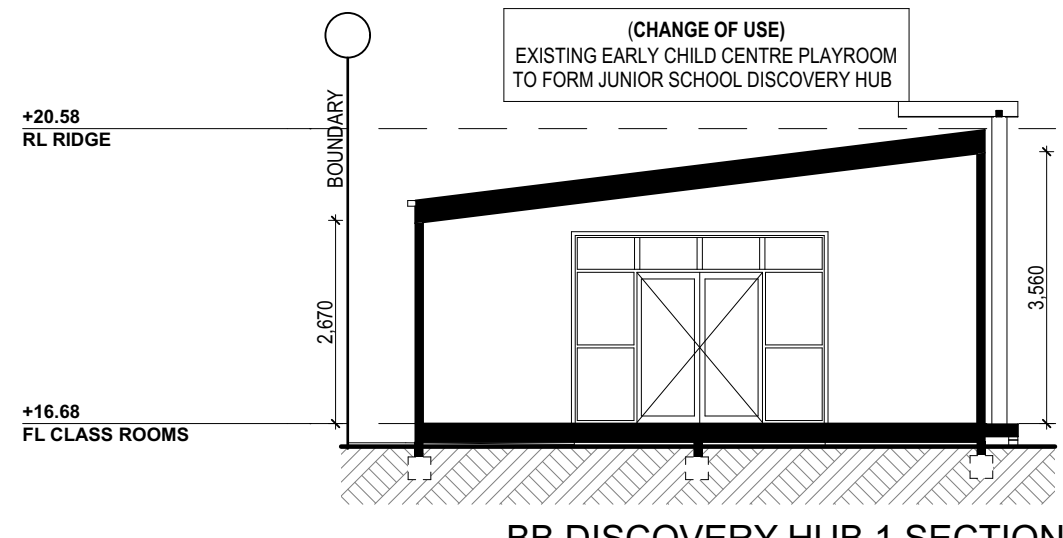 (CHANGE OF USE)
EXISTING EARLY CHILD CENTRE PLAYROOM
TO FORM JUNIOR SCHOOL DISCOVERY HUB
+20.58
RL RIDGE
BOUNDARY
2,670
3,560
+16.68
FL CLASS ROOMS
BB DISCOVERY HUB 1 SECTION